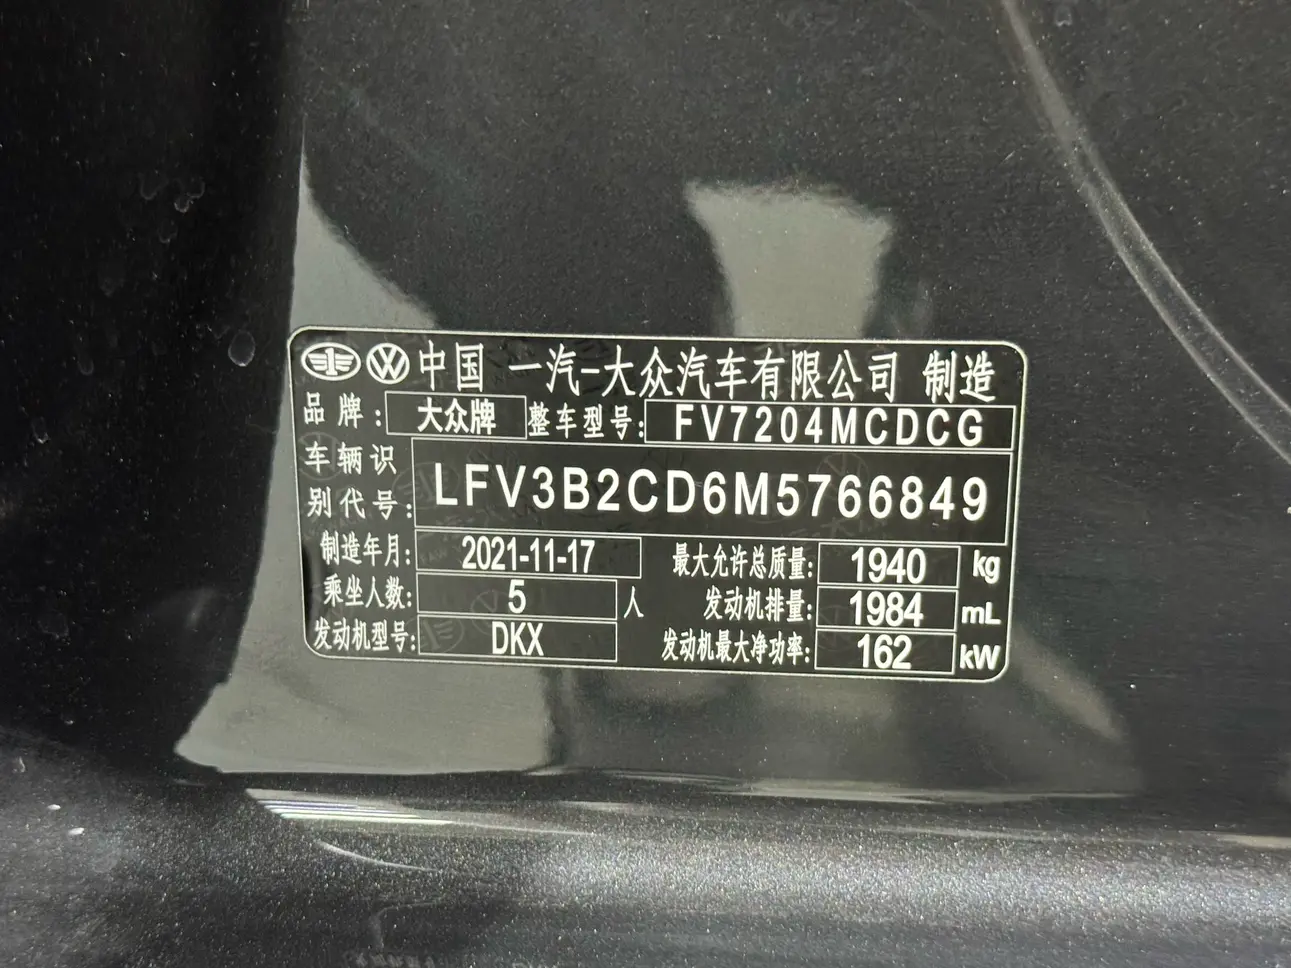 中国 一汽-大众汽车有限公司 制造
品牌: 大众牌 整车型号: FV7204MCDCG
车辆识别代号: LFV3B2CD6M5766849
制造年月: 2021-11-17 最大允许总质量: 1940 kg
乘坐人数: 5 人 发动机排量: 1984 mL
发动机型号: DKX 发动机最大净功率: 162 kW